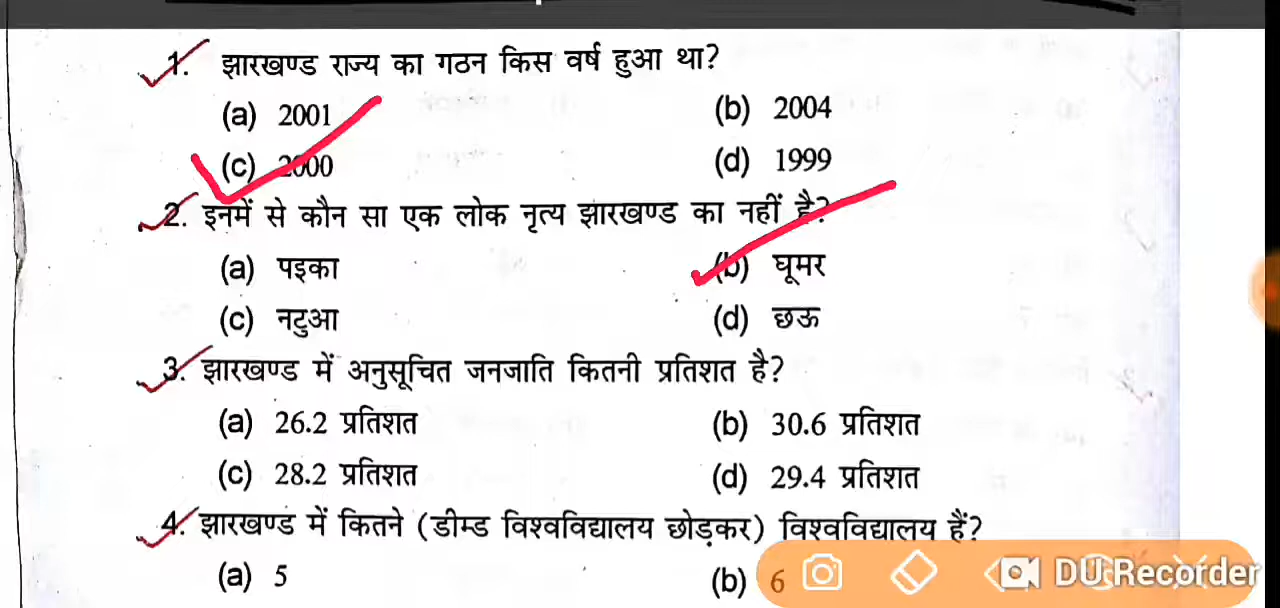 1. झारखण्ड राज्य का गठन किस वर्ष हुआ था?
(a) 2001 (b) 2004
(c) 2000 (d) 1999
2. इनमें से कौन सा एक लोक नृत्य झारखण्ड का नहीं है?
(a) पइका (b) घूमर
(c) नटुआ (d) छऊ
3. झारखण्ड में अनुसूचित जनजाति कितनी प्रतिशत है?
(a) 26.2 प्रतिशत (b) 30.6 प्रतिशत
(c) 28.2 प्रतिशत (d) 29.4 प्रतिशत
4. झारखण्ड में कितने (डीम्ड विश्वविद्यालय छोड़कर) विश्वविद्यालय हैं?
(a) 5 (b) 6
DU Recorder